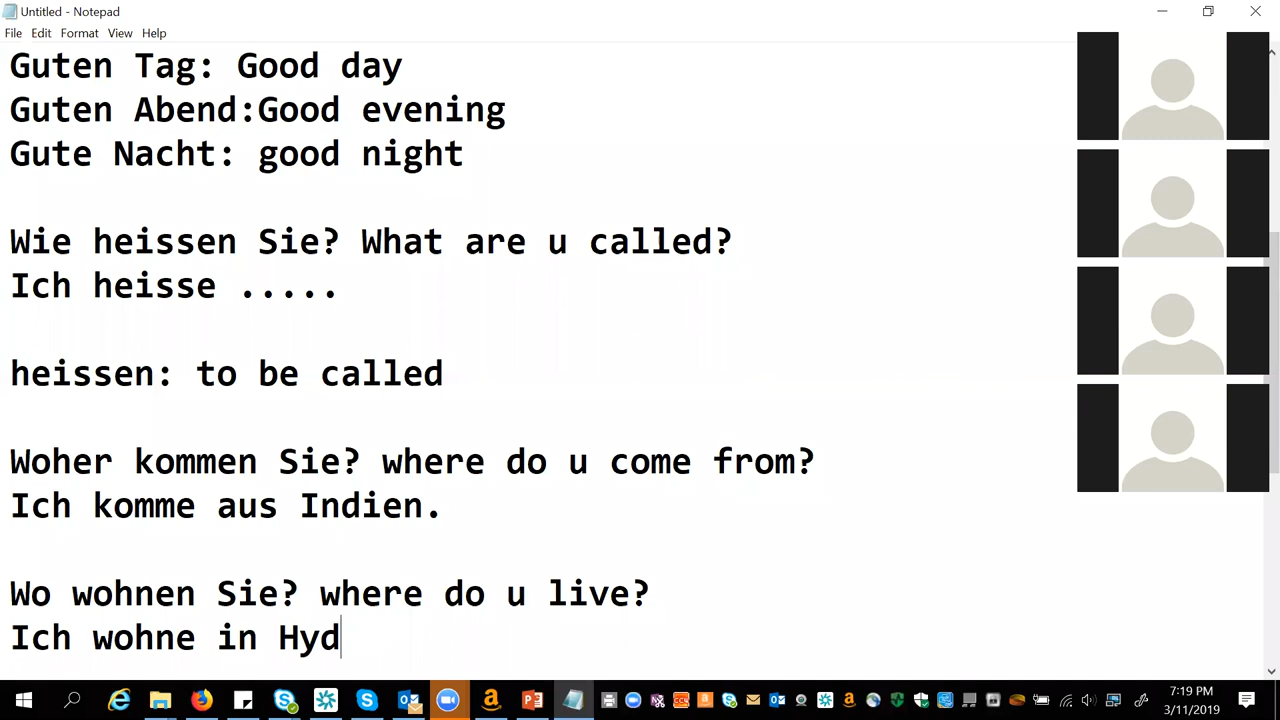 Untitled - Notepad
File Edit Format View Help
Guten Tag: Good day
Guten Abend:Good evening
Gute Nacht: good night
Wie heissen Sie? What are u called?
Ich heisse .....
heissen: to be called
Woher kommen Sie? where do u come from?
Ich komme aus Indien.
Wo wohnen Sie? where do u live?
Ich wohne in Hyd
7:19 PM
3/11/2019